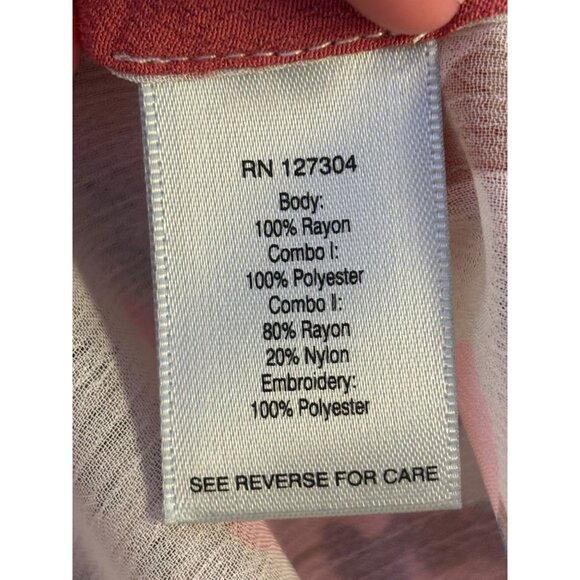 RN 127304
Body:
100% Rayon
Combo I:
100% Polyester
Combo II:
80% Rayon
20% Nylon
Embroidery:
100% Polyester
SEE REVERSE FOR CARE